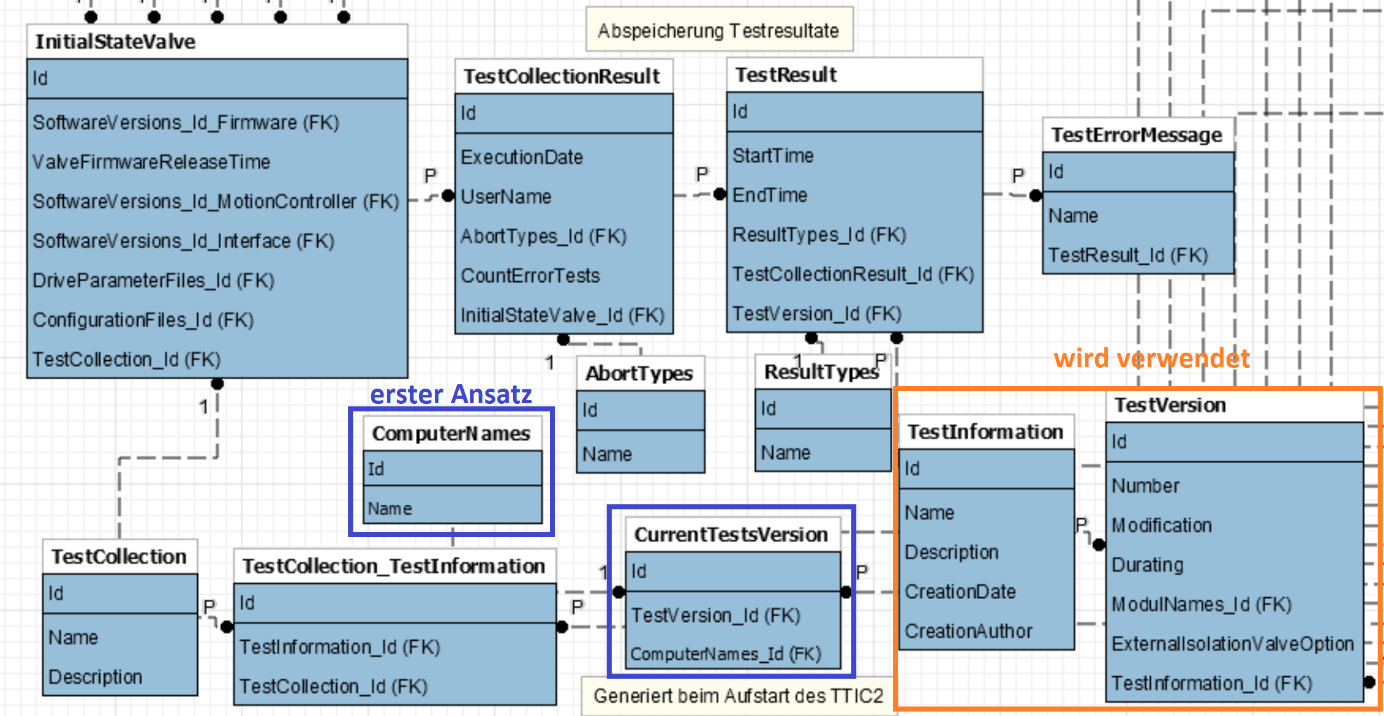 Abspeicherung Testresultate
InitialStateValve
Id
SoftwareVersions_Id_Firmware (FK)
ValveFirmwareReleaseTime
SoftwareVersions_Id_MotionController (FK)
SoftwareVersions_Id_Interface (FK)
DriveParameterFiles_Id (FK)
ConfigurationFiles_Id (FK)
TestCollection_Id (FK)
1
P
TestCollectionResult
Id
ExecutionDate
UserName
AbortTypes_Id (FK)
CountErrorTests
InitialStateValve_Id (FK)
1
P
TestResult
Id
StartTime
EndTime
ResultTypes_Id (FK)
TestCollectionResult_Id (FK)
TestVersion_Id (FK)
1
P
P
TestErrorMessage
Id
Name
TestResult_Id (FK)
AbortTypes
Id
Name
ResultTypes
Id
Name
erster Ansatz
ComputerNames
Id
Name
wird verwendet
TestInformation
Id
Name
Description
CreationDate
CreationAuthor
P
TestVersion
Id
Number
Modification
Durating
ModulNames_Id (FK)
ExternalIsolationValveOption
TestInformation_Id (FK)
TestCollection
Id
Name
Description
P
TestCollection_TestInformation
Id
TestInformation_Id (FK)
TestCollection_Id (FK)
1
P
CurrentTestsVersion
Id
TestVersion_Id (FK)
ComputerNames_Id (FK)
P
Generiert beim Aufstart des TTIC2